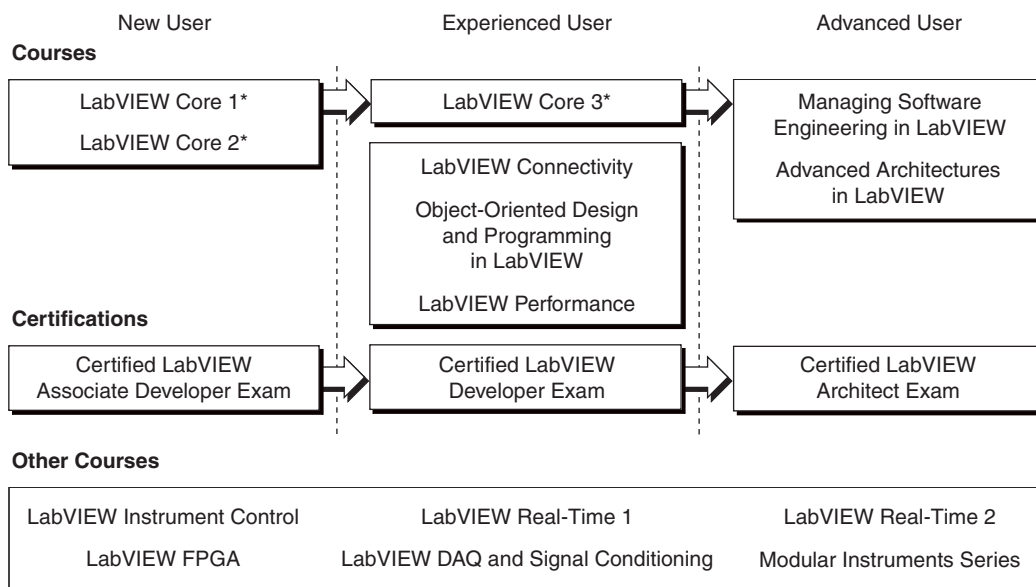 New User
Experienced User
Advanced User
Courses
LabVIEW Core 1*
LabVIEW Core 2*
LabVIEW Core 3*
LabVIEW Connectivity
Object-Oriented Design
and Programming
in LabVIEW
LabVIEW Performance
Managing Software
Engineering in LabVIEW
Advanced Architectures
in LabVIEW
Certifications
Certified LabVIEW
Associate Developer Exam
Certified LabVIEW
Developer Exam
Certified LabVIEW
Architect Exam
Other Courses
LabVIEW Instrument Control
LabVIEW Real-Time 1
LabVIEW Real-Time 2
LabVIEW FPGA
LabVIEW DAQ and Signal Conditioning
Modular Instruments Series